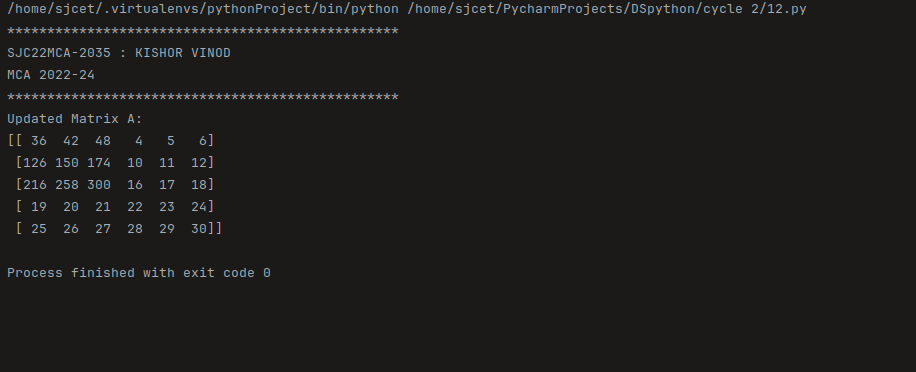 /home/sjcet/.virtualenvs/pythonProject/bin/python /home/sjcet/PycharmProjects/DSpython/cycle 2/12.py
*************************************************
SJC22MCA-2035 : KISHOR VINOD
MCA 2022-24
*************************************************
Updated Matrix A:
[[ 36  42  48   4   5   6]
 [126 150 174  10  11  12]
 [216 258 300  16  17  18]
 [ 19  20  21  22  23  24]
 [ 25  26  27  28  29  30]]
Process finished with exit code 0